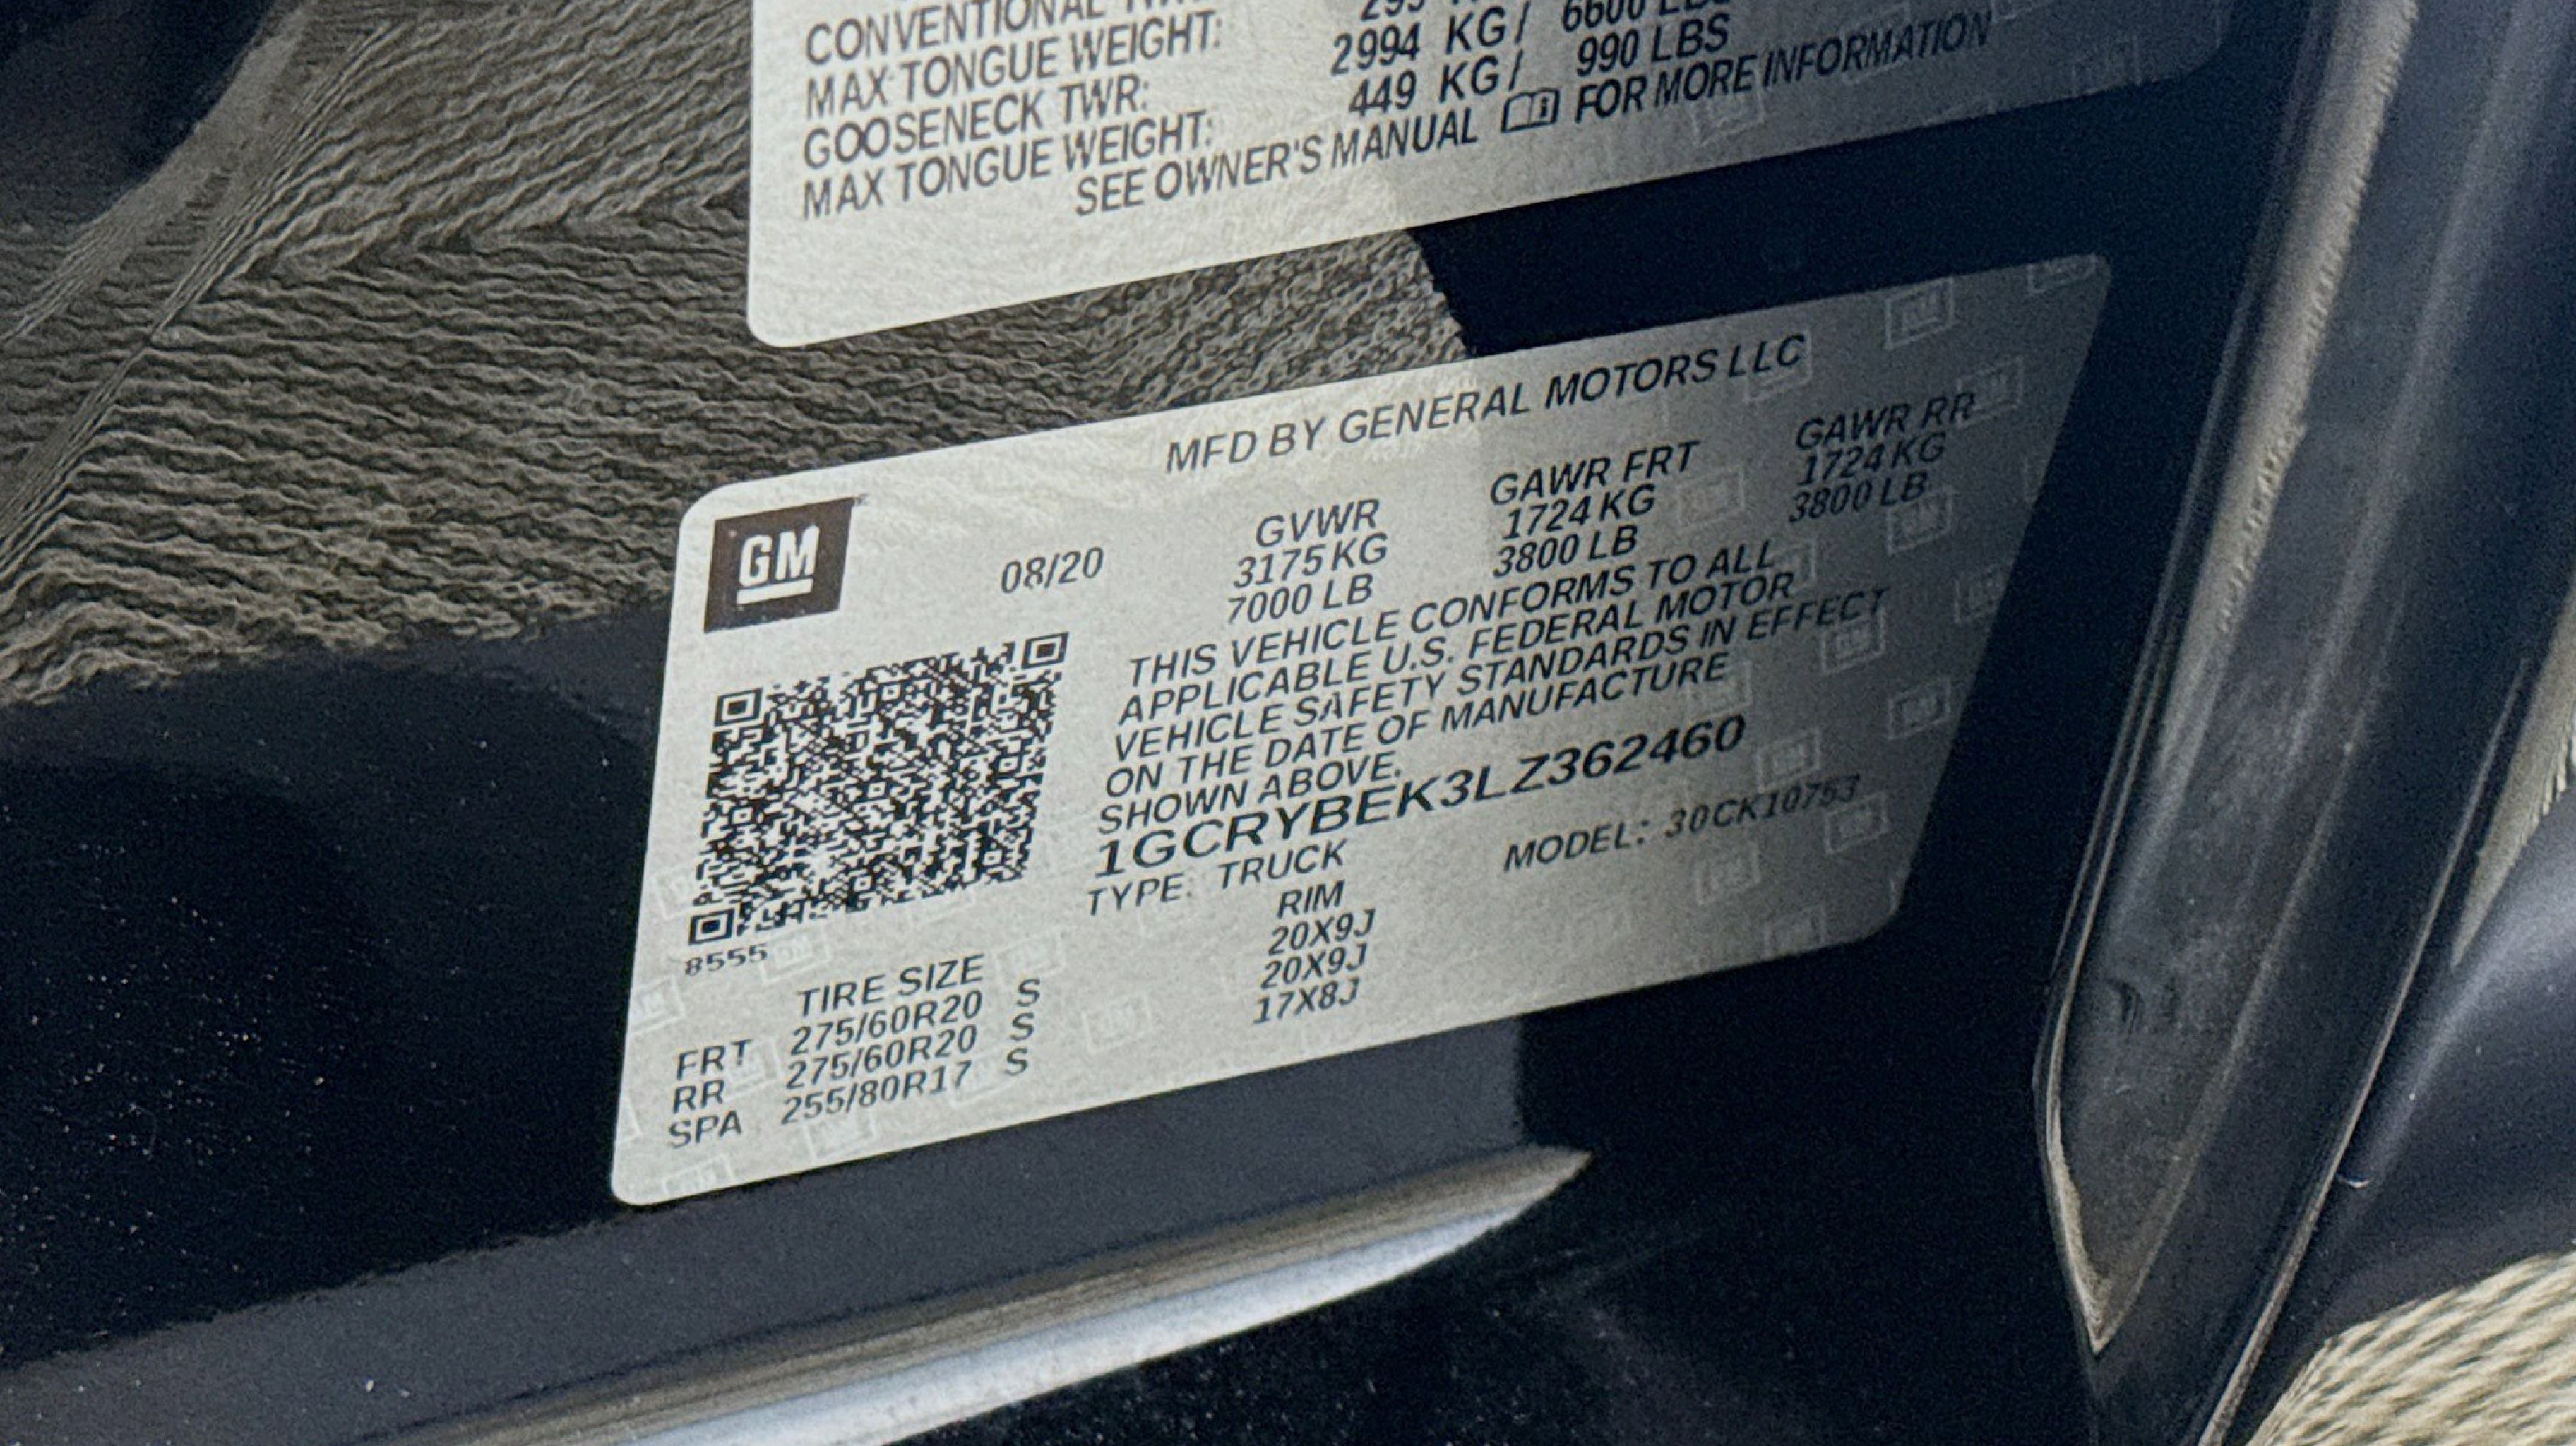 CONVENTIONAL
MAX TONGUE WEIGHT:
GOOSENECK TWR: 2994 KG / 6600
MAX TONGUE WEIGHT: 449 KG / 990 LBS
SEE OWNER'S MANUAL FOR MORE INFORMATION
MFD BY GENERAL MOTORS LLC
GM
08/20
GVWR GAWR FRT GAWR RR
3175 KG 1724 KG 1724 KG
7000 LB 3800 LB 3800 LB
THIS VEHICLE CONFORMS TO ALL
APPLICABLE U.S. FEDERAL MOTOR
VEHICLE SAFETY STANDARDS IN EFFECT
ON THE DATE OF MANUFACTURE
SHOWN ABOVE.
1GCRYBEK3LZ362460
TYPE: TRUCK MODEL: 30CK10753
8555
TIRE SIZE RIM
FRT 275/60R20 S 20X9J
RR 275/60R20 S 20X9J
SPA 255/80R17 S 17X8J